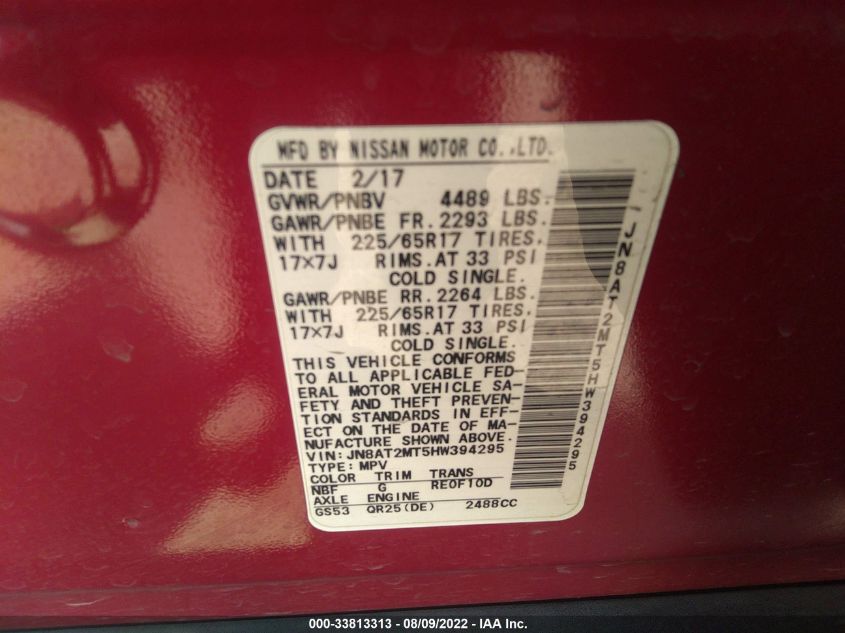 MFD BY NISSAN MOTOR CO.,LTD.
DATE 2/17
GVWR/PNBV 4489 LBS.
GAWR/PNBE FR. 2293 LBS.
WITH 225/65R17 TIRES.
17×7J RIMS.AT 33 PSI
COLD SINGLE.
GAWR/PNBE RR. 2264 LBS.
WITH 225/65R17 TIRES.
17×7J RIMS.AT 33 PSI
COLD SINGLE.
THIS VEHICLE CONFORMS
TO ALL APPLICABLE FED-
ERAL MOTOR VEHICLE SA-
FETY AND THEFT PREVEN-
TION STANDARDS IN EFF-
ECT ON THE DATE OF MA-
NUFACTURE SHOWN ABOVE.
VIN: JN8AT2MT5HW394295
TYPE: MPV
COLOR TRIM TRANS
NBF G RE0F10D
AXLE ENGINE
GS53 QR25(DE) 2488CC
JN8AT2MT5HW394295
000-33813313 - 08/09/2022 - IAA Inc.